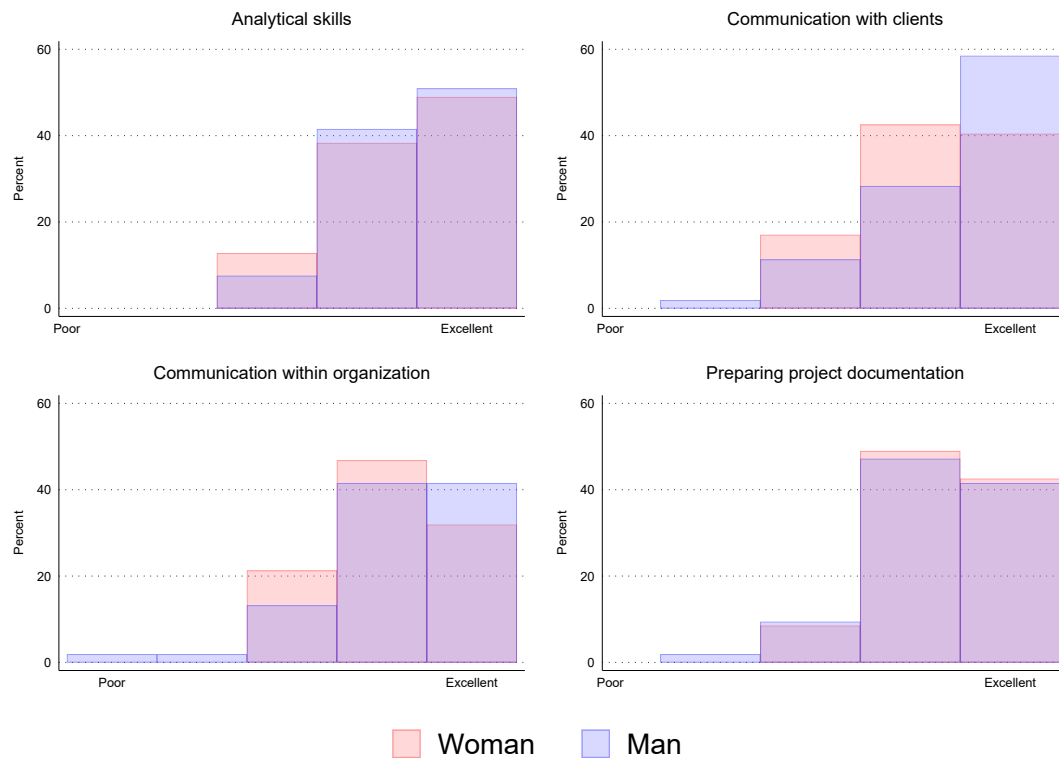 Analytical skills
Percent
60
40
20
0
Poor Excellent
Communication with clients
Percent
60
40
20
0
Poor Excellent
Communication within organization
Percent
60
40
20
0
Poor Excellent
Preparing project documentation
Percent
60
40
20
0
Poor Excellent
Woman Man